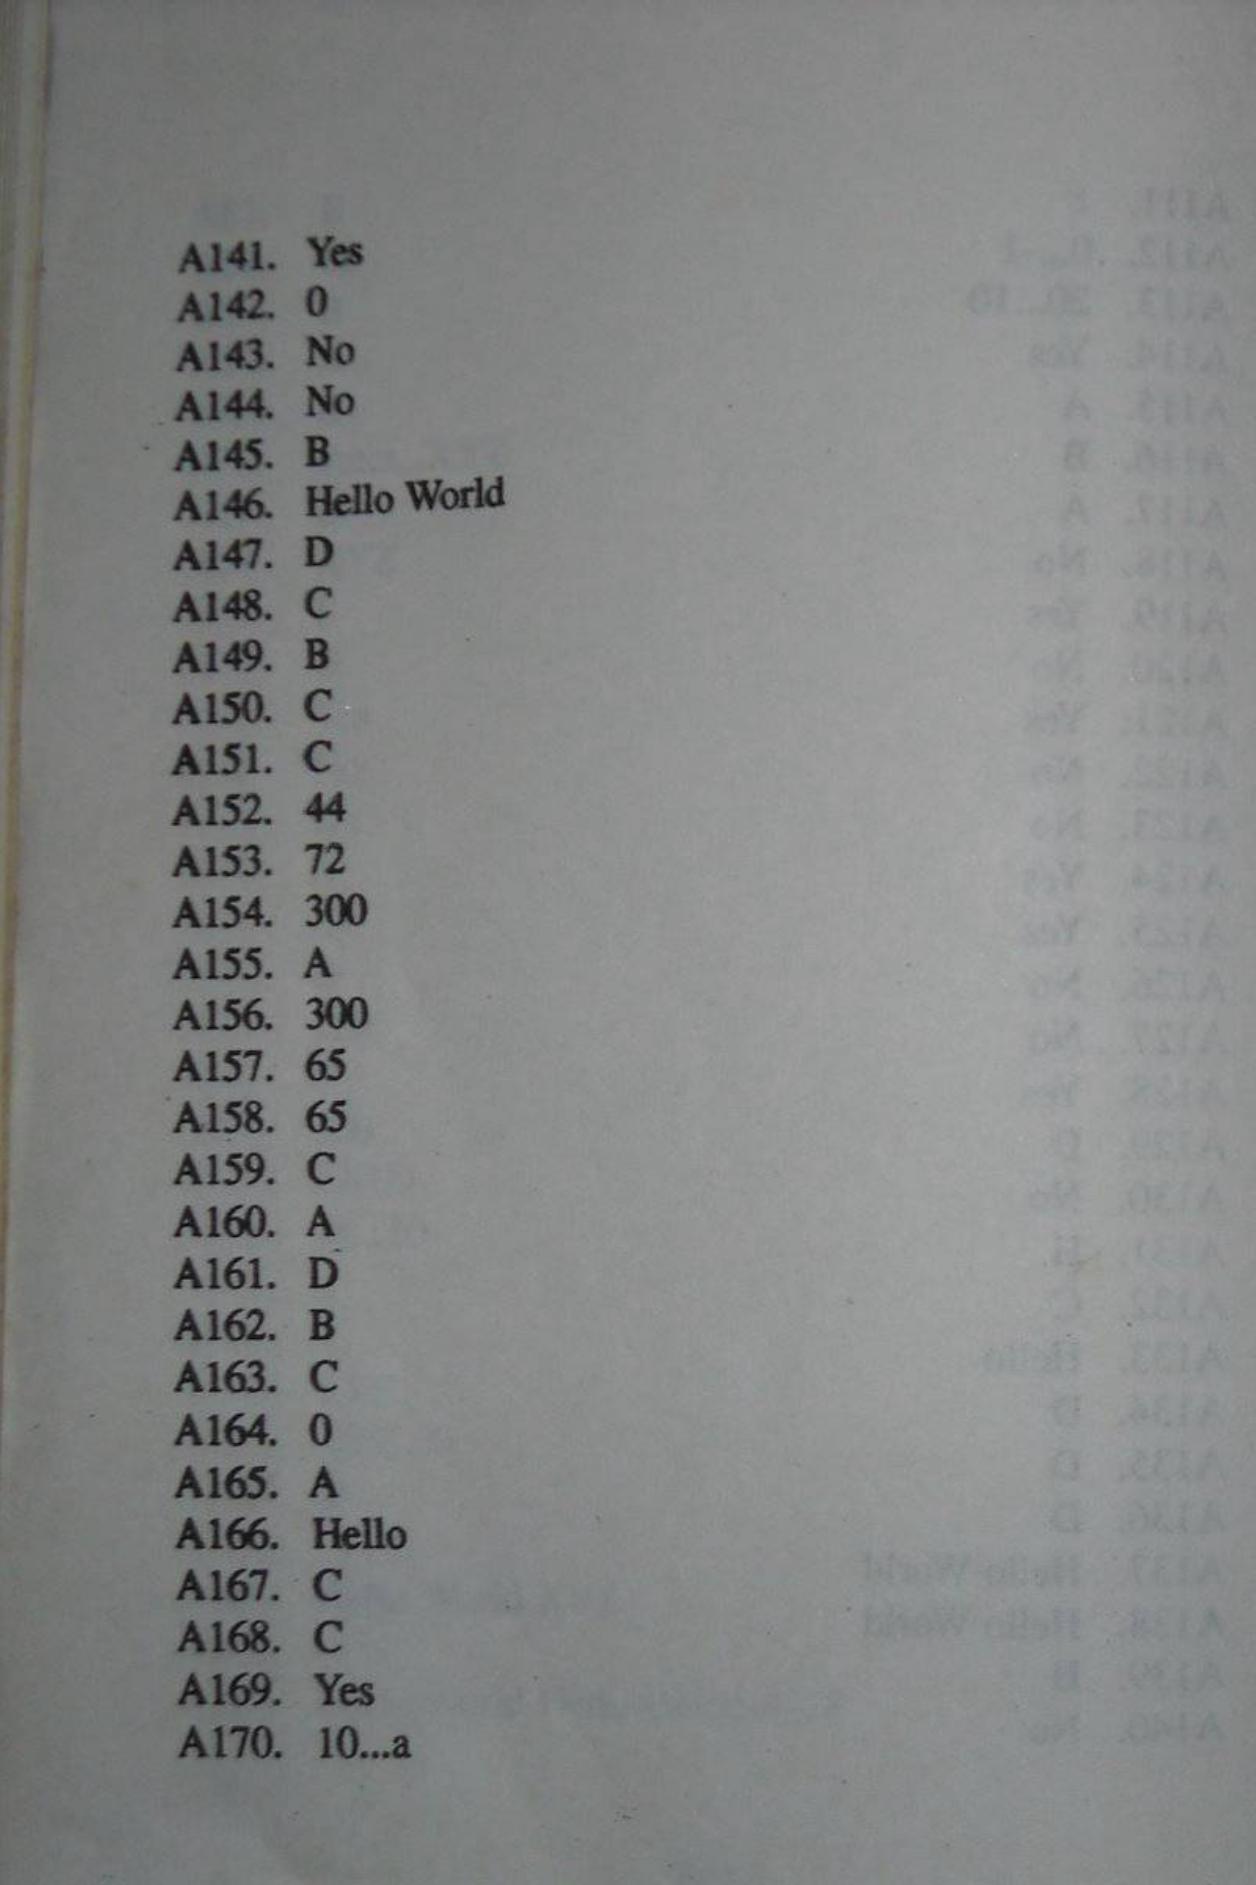 A141. Yes
A142. 0
A143. No
A144. No
A145. B
A146. Hello World
A147. D
A148. C
A149. B
A150. C
A151. C
A152. 44
A153. 72
A154. 300
A155. A
A156. 300
A157. 65
A158. 65
A159. C
A160. A
A161. D
A162. B
A163. C
A164. 0
A165. A
A166. Hello
A167. C
A168. C
A169. Yes
A170. 10...a